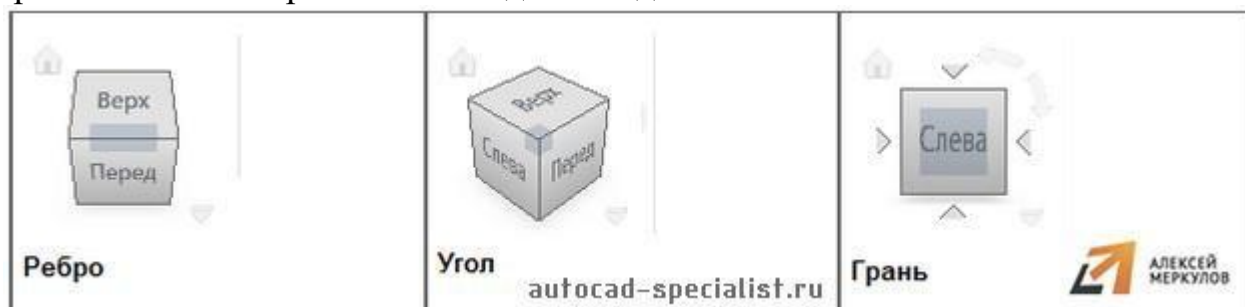 Верх
Перед
Ребро
Верх
Слева
Перед
Угол
autocad-specialist.ru
Слева
Грань
АЛЕКСЕЙ
МЕРКУЛОВ